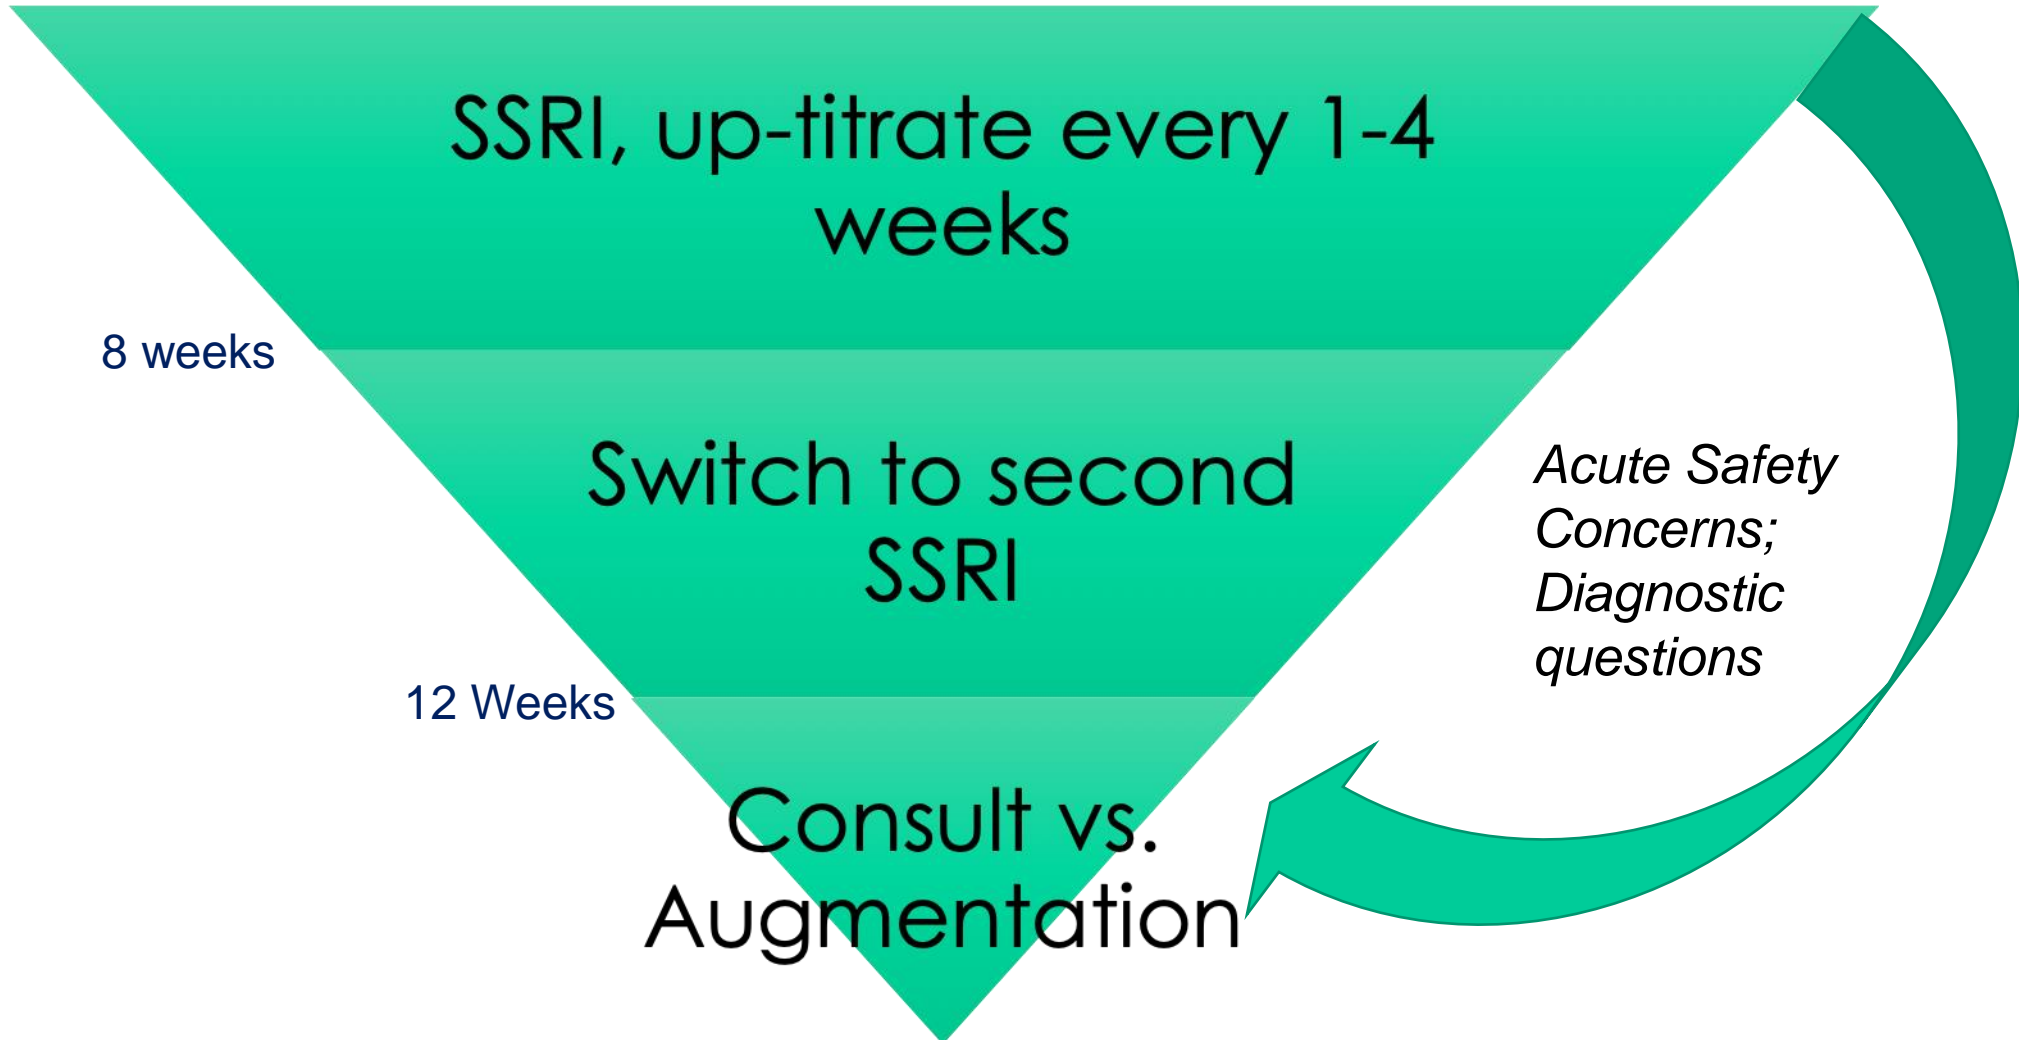 SSRI, up-titrate every 1-4
weeks
8 weeks
Switch to second
SSRI
Acute Safety
Concerns;
Diagnostic
questions
12 Weeks
Consult vs.
Augmentation